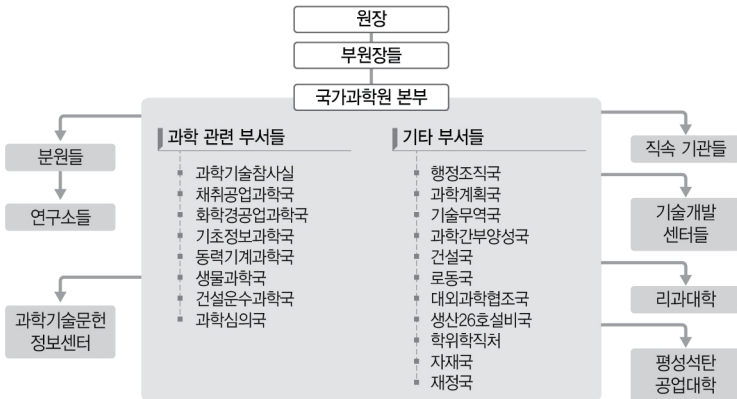 원장
부원장들
국가과학원 본부
과학 관련 부서들
과학기술참사실
채취공업과학국
화학경공업과학국
기초정보과학국
동력기계과학국
생물과학국
건설운수과학국
과학심의국
기타 부서들
행정조직국
과학계획국
기술무역국
과학간부양성국
건설국
로동국
대외과학협조국
생산26호설비국
학위학직처
자재국
재정국
분원들
연구소들
과학기술문헌
정보센터
직속 기관들
기술개발
센터들
리과대학
평성석탄
공업대학